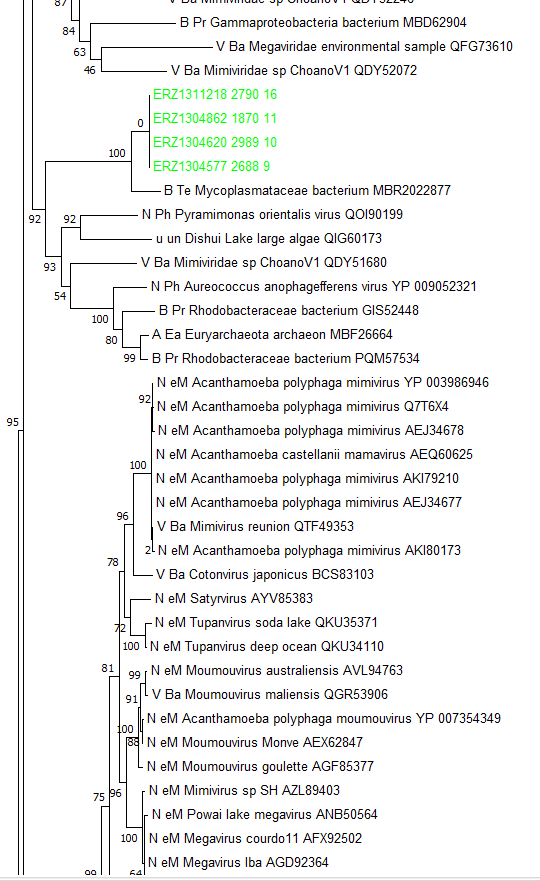 87
84
B Pr Gammaproteobacteria bacterium MBD62904
63
V Ba Megaviridae environmental sample QFG73610
46
V Ba Mimiviridae sp ChoanoV1 QDY52072
ERZ1311218 2790 16
0
ERZ1304862 1870 11
ERZ1304620 2989 10
100
ERZ1304577 2688 9
B Te Mycoplasmataceae bacterium MBR2022877
92
92
N Ph Pyramimonas orientalis virus QOI90199
u un Dishui Lake large algae QIG60173
93
V Ba Mimiviridae sp ChoanoV1 QDY51680
54
N Ph Aureococcus anophagefferens virus YP 009052321
100
B Pr Rhodobacteraceae bacterium GIS52448
80
A Ea Euryarchaeota archaeon MBF26664
99
B Pr Rhodobacteraceae bacterium PQM57534
N eM Acanthamoeba polyphaga mimivirus YP 003986946
92
N eM Acanthamoeba polyphaga mimivirus Q7T6X4
95
N eM Acanthamoeba polyphaga mimivirus AEJ34678
N eM Acanthamoeba castellanii mamavirus AEQ60625
100
N eM Acanthamoeba polyphaga mimivirus AKI79210
N eM Acanthamoeba polyphaga mimivirus AEJ34677
96
V Ba Mimivirus reunion QTF49353
2
N eM Acanthamoeba polyphaga mimivirus AKI80173
78
V Ba Cotonvirus japonicus BCS83103
N eM Satyrvirus AYV85383
72
N eM Tupanvirus soda lake QKU35371
100
N eM Tupanvirus deep ocean QKU34110
81
N eM Moumouvirus australiensis AVL94763
99
V Ba Moumouvirus maliensis QGR53906
91
N eM Acanthamoeba polyphaga moumouvirus YP 007354349
100
88
N eM Moumouvirus Monve AEX62847
N eM Moumouvirus goulette AGF85377
75
96
N eM Mimivirus sp SH AZL89403
N eM Powai lake megavirus ANB50564
100
N eM Megavirus courdo11 AFX92502
N eM Megavirus lba AGD92364
99
64